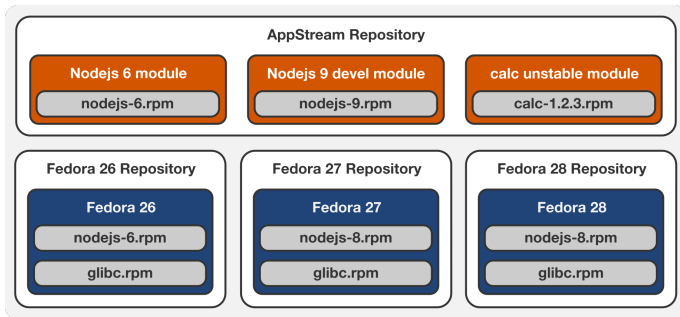 AppStream Repository
Nodejs 6 module
nodejs-6.rpm
Nodejs 9 devel module
nodejs-9.rpm
calc unstable module
calc-1.2.3.rpm
Fedora 26 Repository
Fedora 26
nodejs-6.rpm
glibc.rpm
Fedora 27 Repository
Fedora 27
nodejs-8.rpm
glibc.rpm
Fedora 28 Repository
Fedora 28
nodejs-8.rpm
glibc.rpm